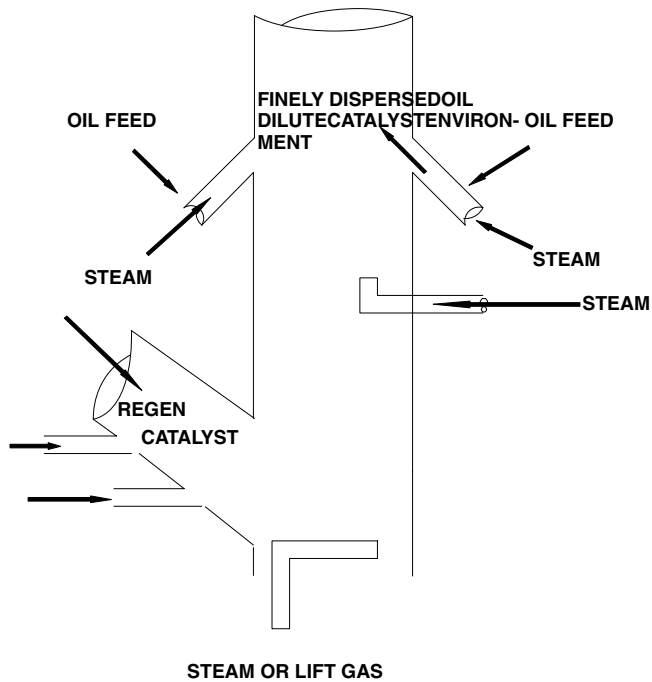 FINELY DISPERSEDOIL
OIL FEED
DILUTECATALYSTENVIRON- OIL FEED
MENT
STEAM
STEAM
STEAM
REGEN
CATALYST
STEAM OR LIFT GAS